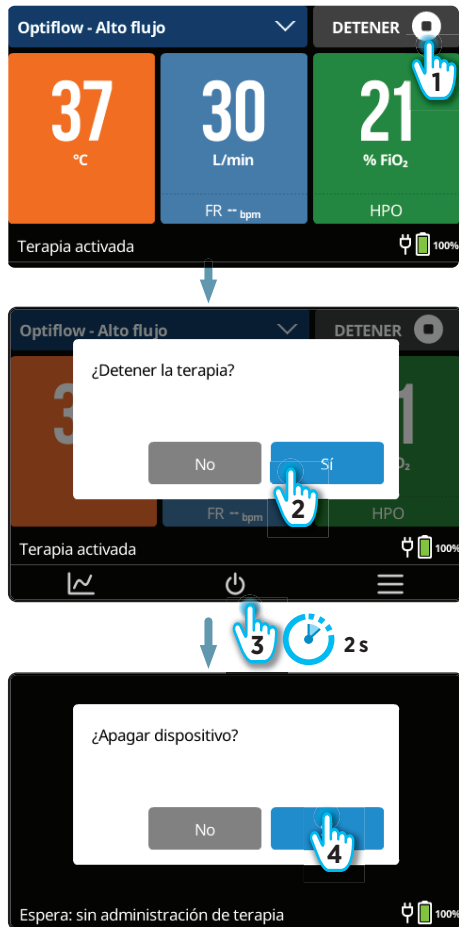 Optiflow - Alto flujo
DETENER
1
37
°C
30
L/min
21
% FiO₂
FR -- bpm
HPO
Terapia activada
100%
Optiflow - Alto flujo
DETENER
¿Detener la terapia?
No
Sí
2
FR -- bpm
HPO
Terapia activada
100%
3
2 s
¿Apagar dispositivo?
No
4
Espera: sin administración de terapia
100%